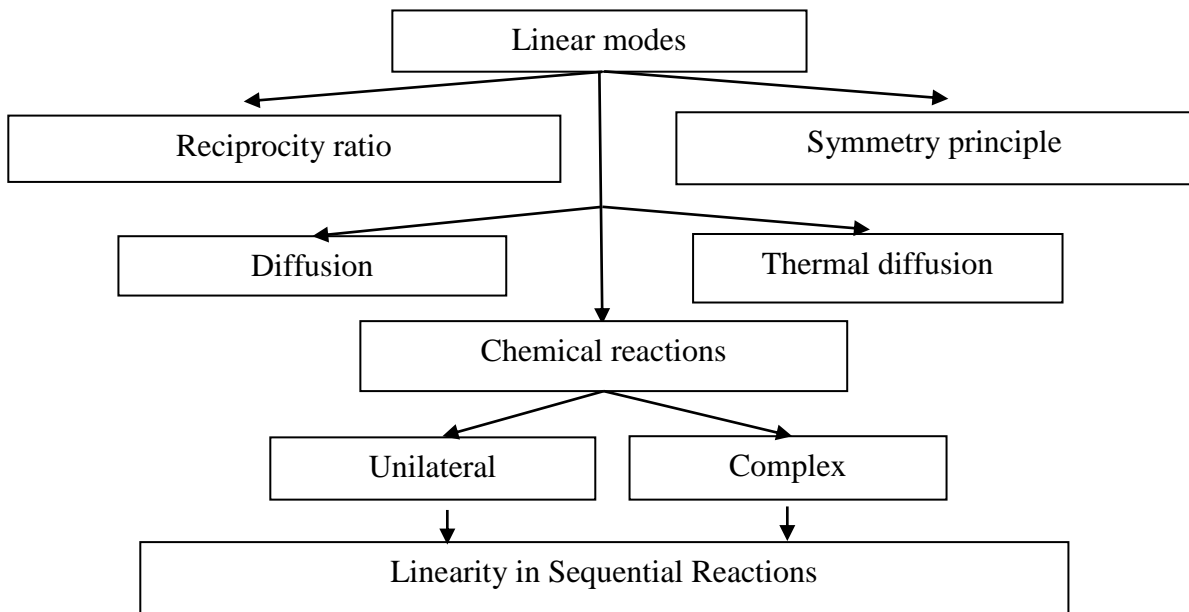 Linear modes
Reciprocity ratio
Symmetry principle
Diffusion
Thermal diffusion
Chemical reactions
Unilateral
Complex
Linearity in Sequential Reactions